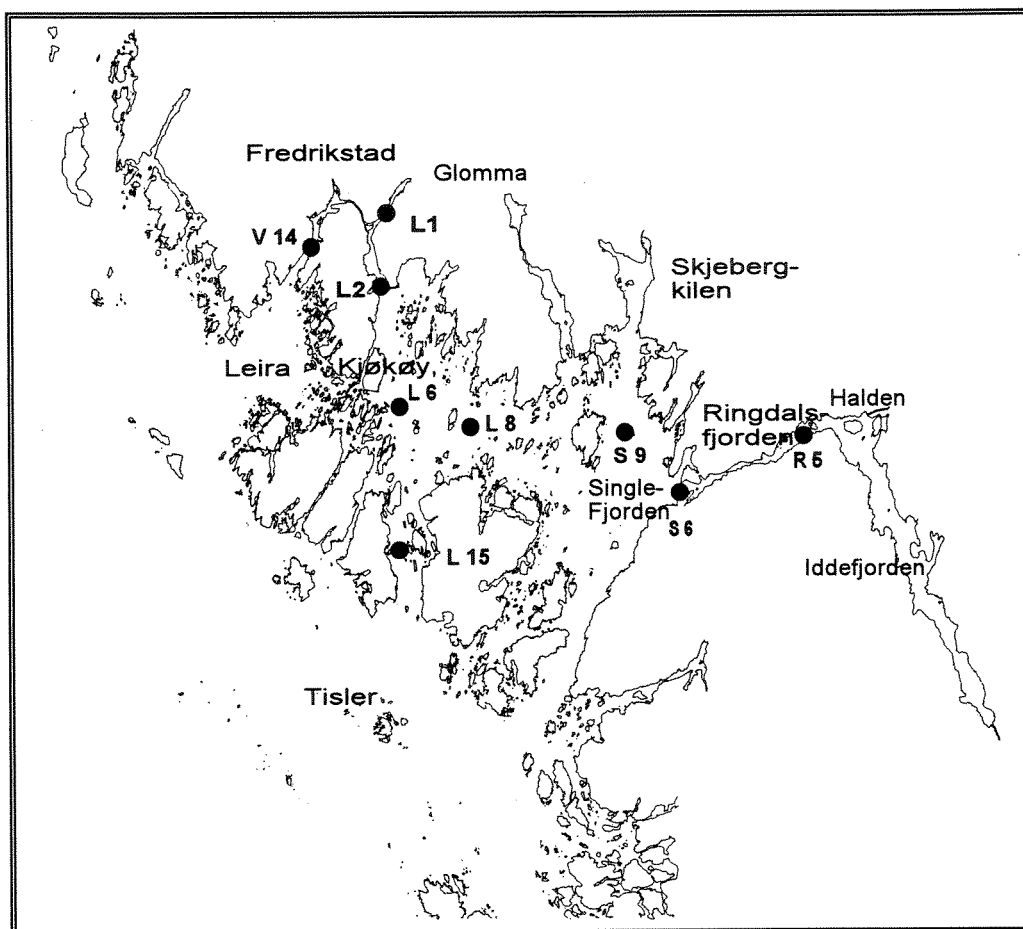 Fredrikstad
Glomma
L1
V 14
Skjeberg-
kilen
L2
Leira
Kjøkøy
L 6
Halden
Ringdals-
fjorden
L 8
S 9
R 5
Single-
Fjorden
S 6
L 15
Iddefjorden
Tisler